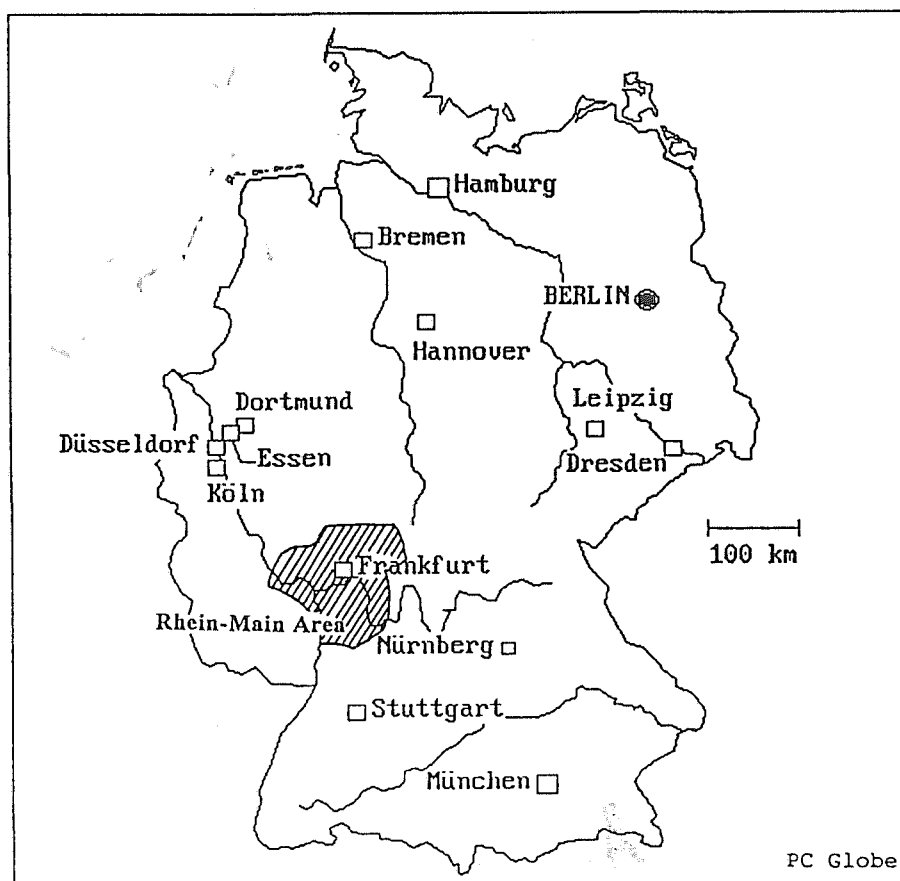 Hamburg
Bremen
BERLIN
Hannover
Leipzig
Dortmund
Düsseldorf
Essen
Dresden
Köln
100 km
Frankfurt
Rhein-Main Area
Nürnberg
Stuttgart
München
PC Globe